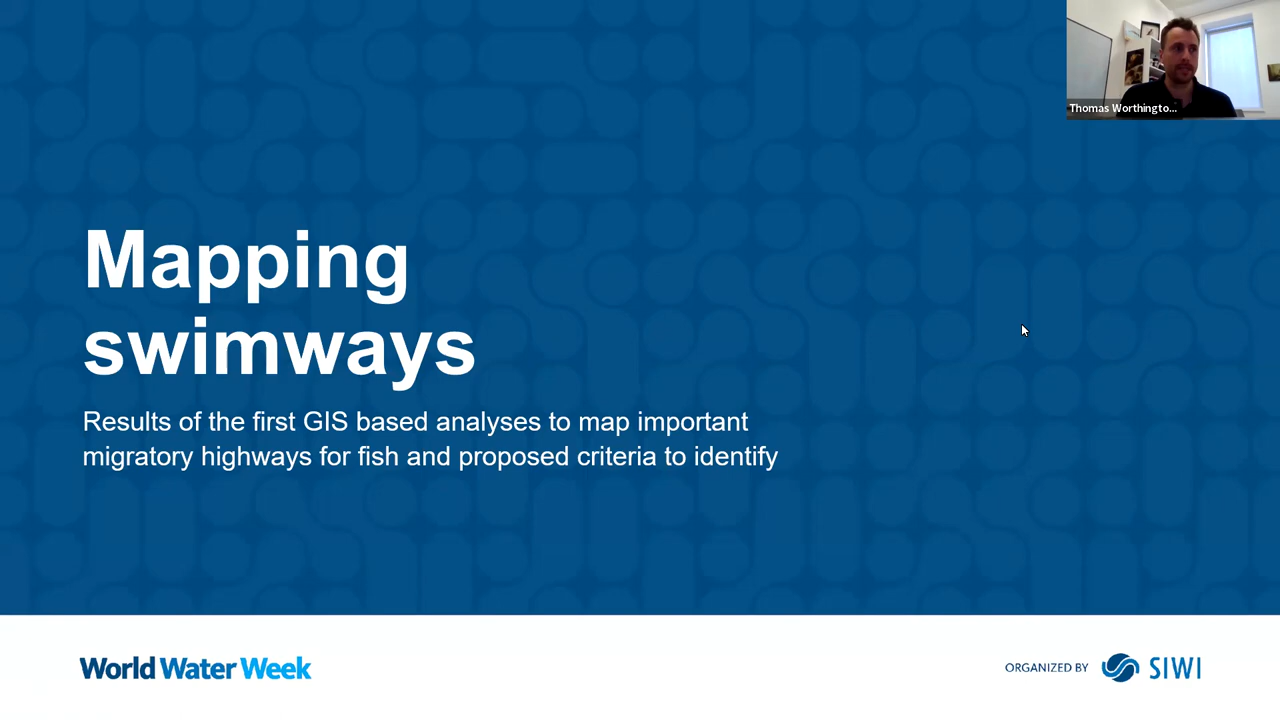 Thomas Worthingto...
Mapping
swimways
Results of the first GIS based analyses to map important
migratory highways for fish and proposed criteria to identify
World Water Week
ORGANIZED BY SIWI